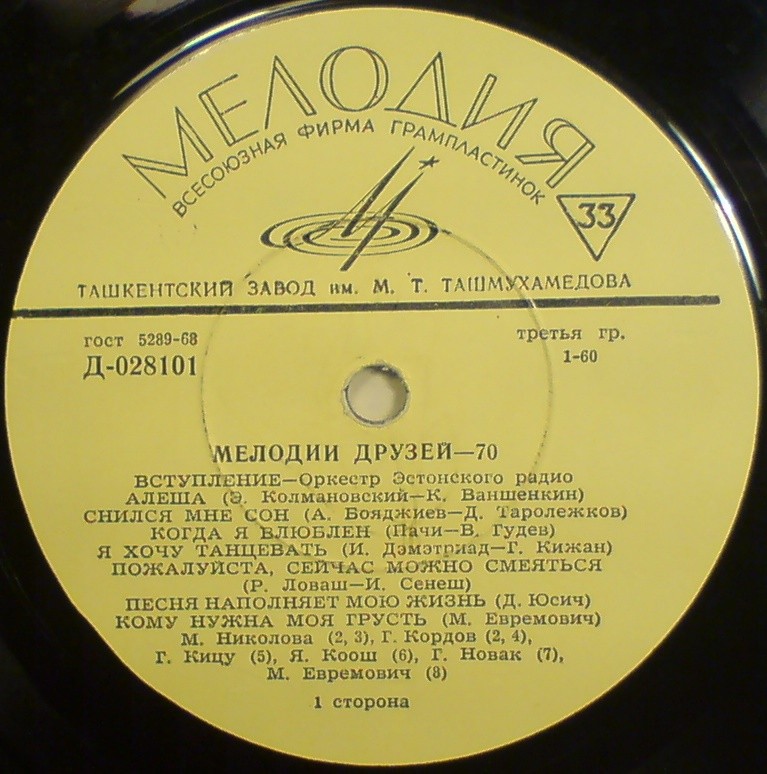 МЕЛОДИЯ
ВСЕСОЮЗНАЯ ФИРМА ГРАМПЛАСТИНОК
33
ТАШКЕНТСКИЙ ЗАВОД им. М. Т. ТАШМУХАМЕДОВА
гост 5289-68
третья гр.
Д-028101
1-60
МЕЛОДИИ ДРУЗЕЙ—70
ВСТУПЛЕНИЕ—Оркестр Эстонского радио
АЛЕША (Э. Колмановский—К. Ваншенкин)
СНИЛСЯ МНЕ СОН (А. Бояджиев—Д. Таролежков)
КОГДА Я ВЛЮБЛЕН (Пачи—В. Гудев)
Я ХОЧУ ТАНЦЕВАТЬ (И. Дэмэтриад—Г. Кижан)
ПОЖАЛУЙСТА, СЕЙЧАС МОЖНО СМЕЯТЬСЯ
(Р. Ловаш—И. Сенеш)
ПЕСНЯ НАПОЛНЯЕТ МОЮ ЖИЗНЬ (Д. Юсич)
КОМУ НУЖНА МОЯ ГРУСТЬ (М. Евремович)
М. Николова (2, 3), Г. Кордов (2, 4),
Г. Кицу (5), Я. Коош (6), Г. Новак (7),
М. Евремович (8)
1 сторона